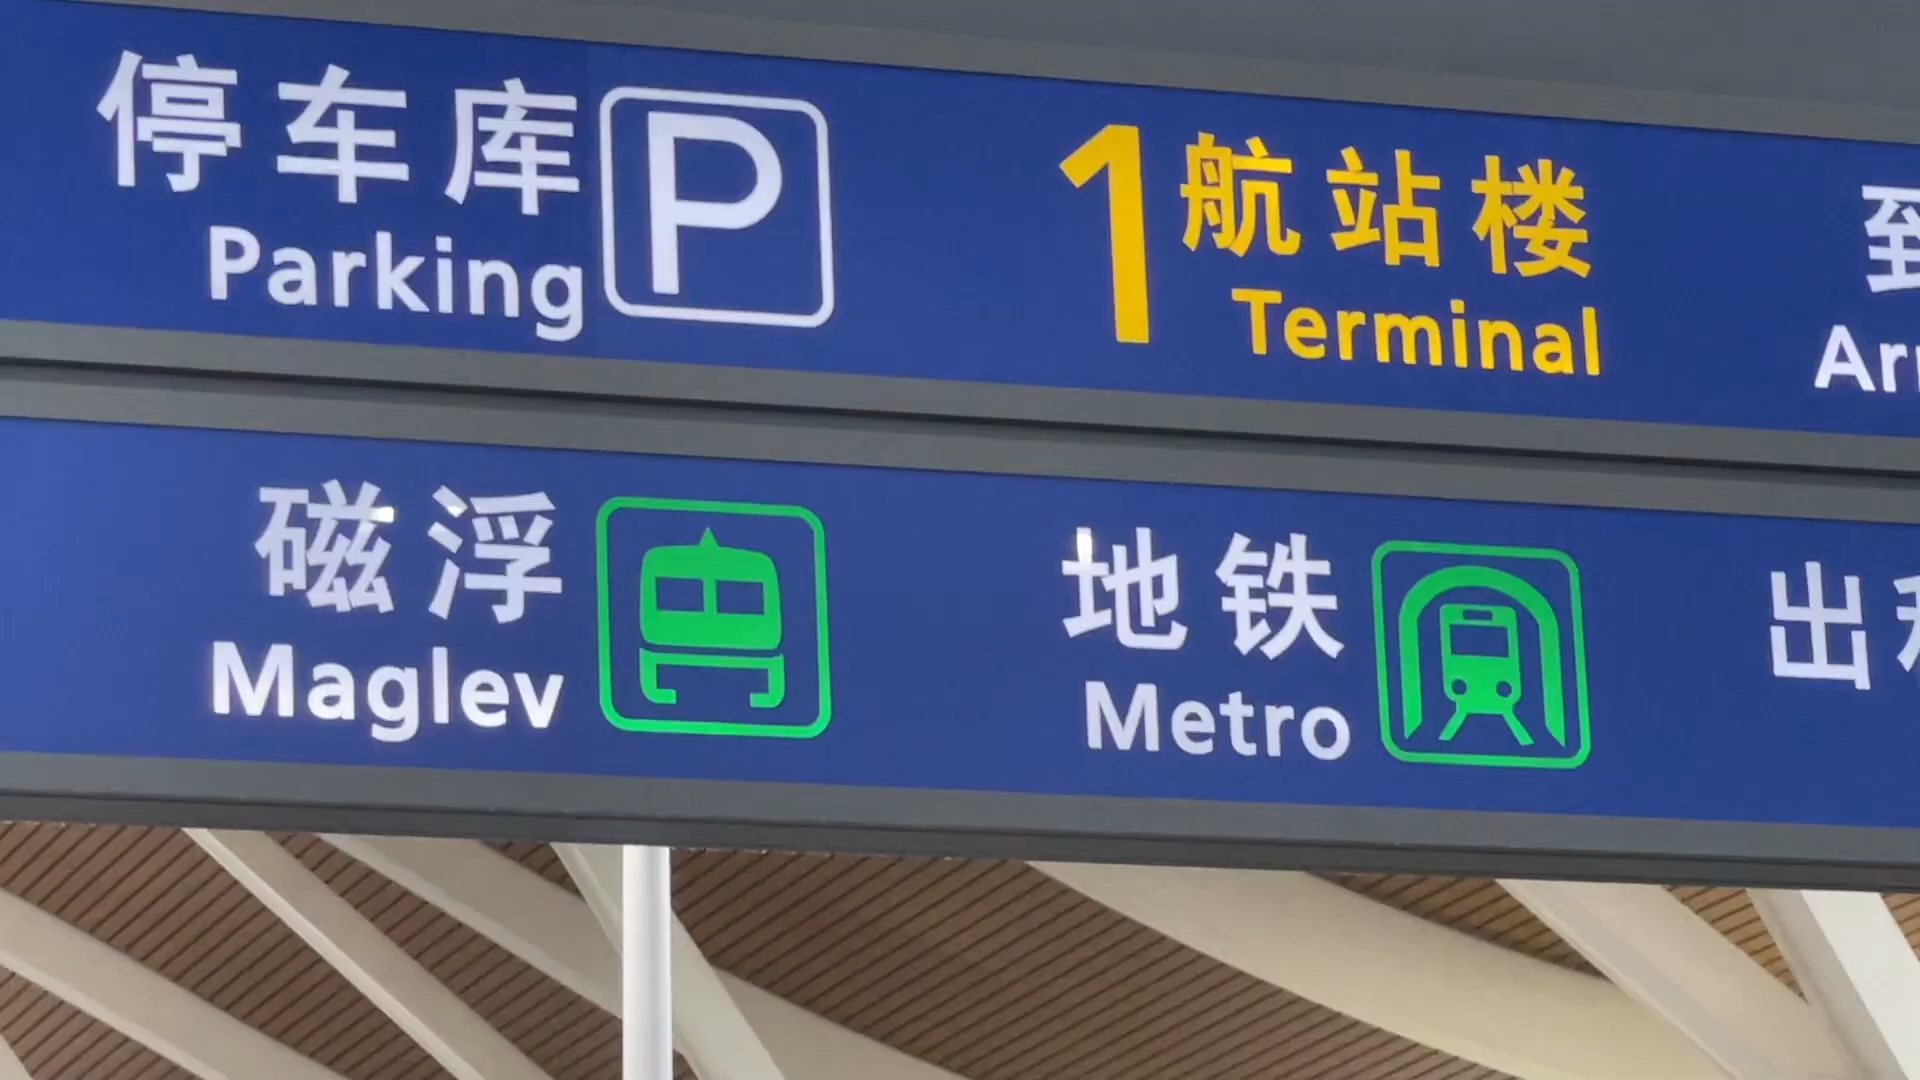 停车库
Parking
P
1 航站楼
Terminal
磁浮
Maglev
地铁
Metro
出